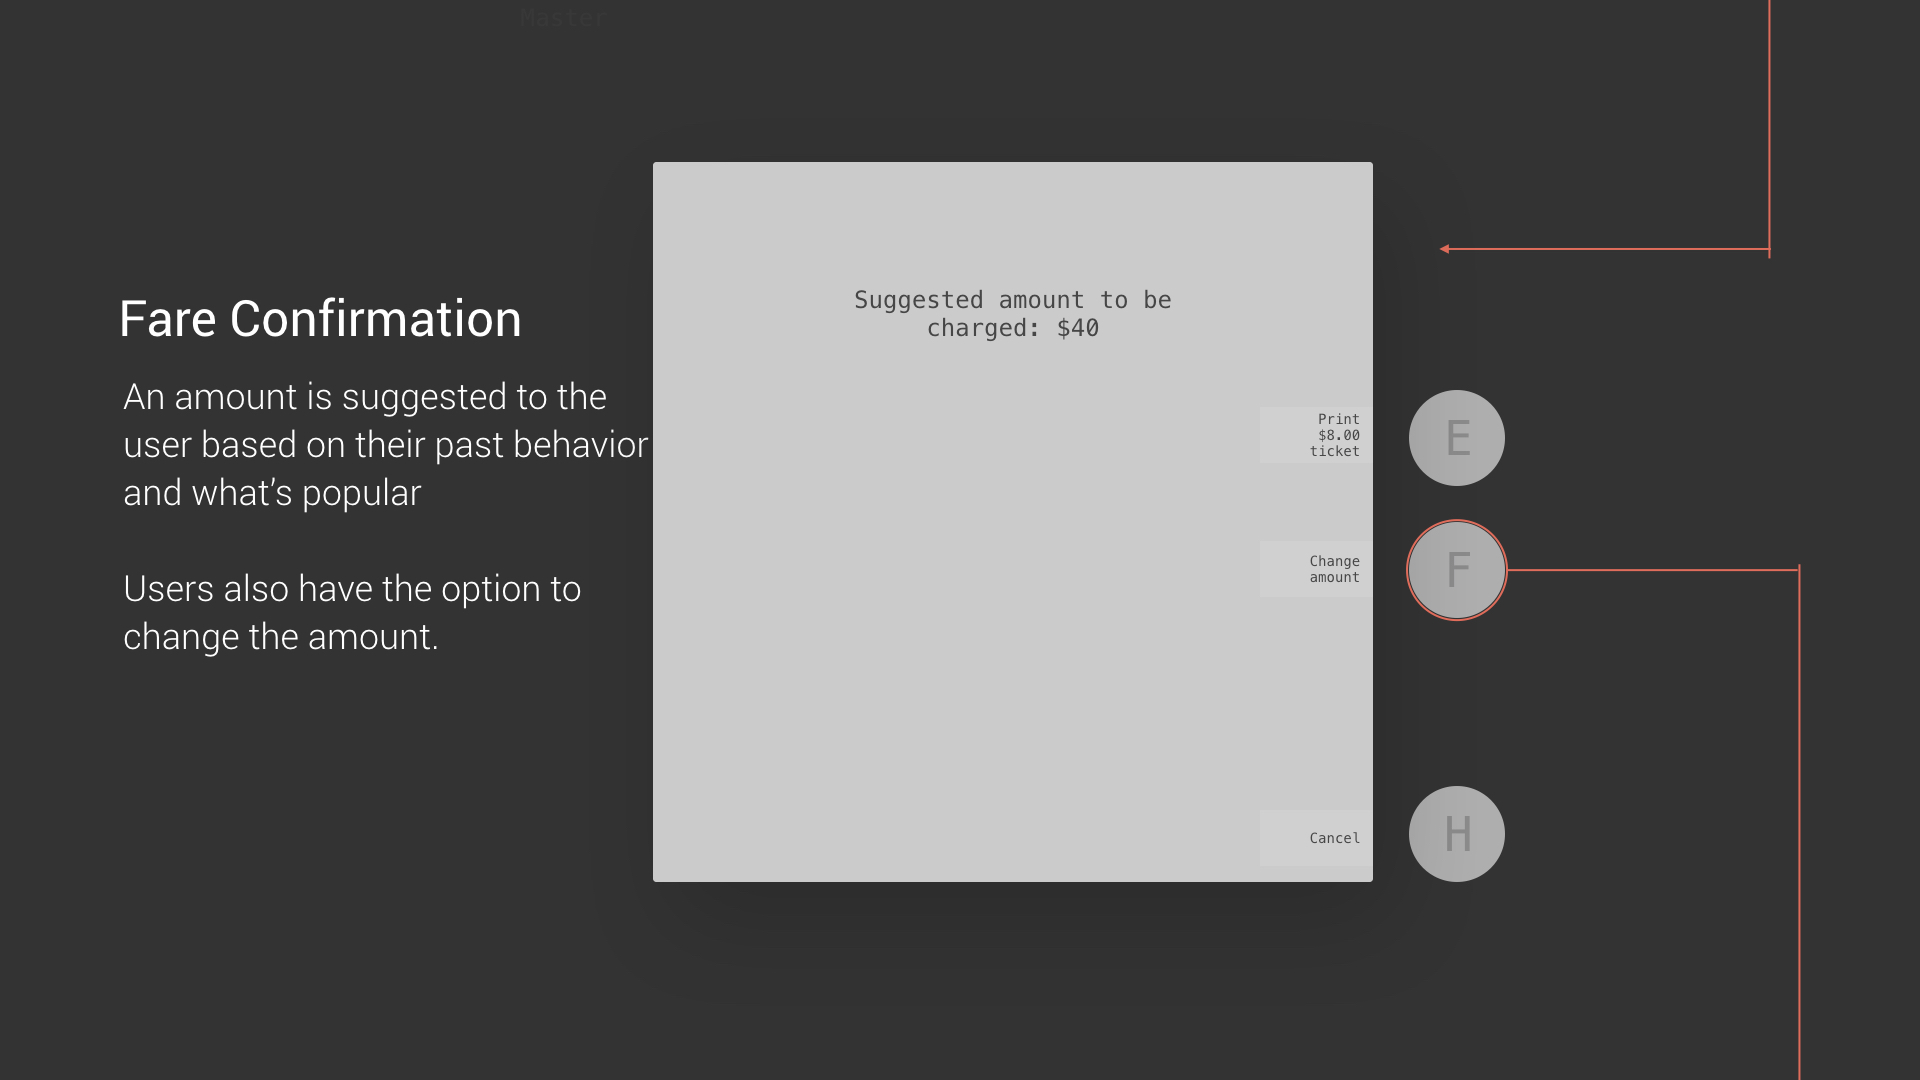 Master
Fare Confirmation
An amount is suggested to the
user based on their past behavior
and what's popular
Users also have the option to
change the amount.
Suggested amount to be
charged: $40
Print
$8.00
ticket
E
Change
amount
F
Cancel
H